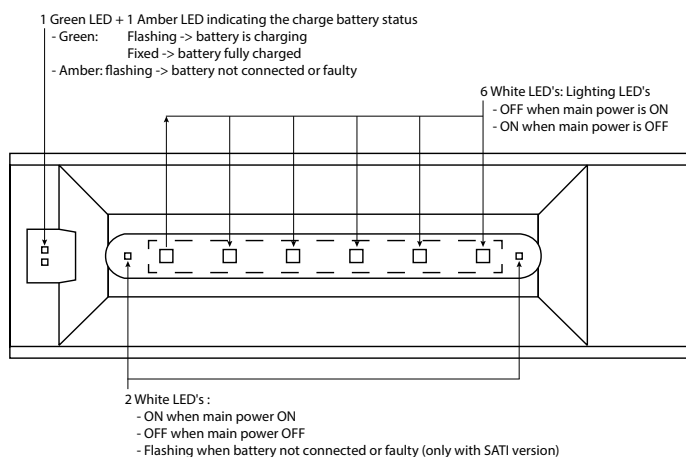 1 Green LED + 1 Amber LED indicating the charge battery status
- Green: Flashing -> battery is charging
Fixed -> battery fully charged
- Amber: flashing -> battery not connected or faulty
6 White LED's: Lighting LED's
- OFF when main power is ON
- ON when main power is OFF
2 White LED's :
- ON when main power ON
- OFF when main power OFF
- Flashing when battery not connected or faulty (only with SATI version)